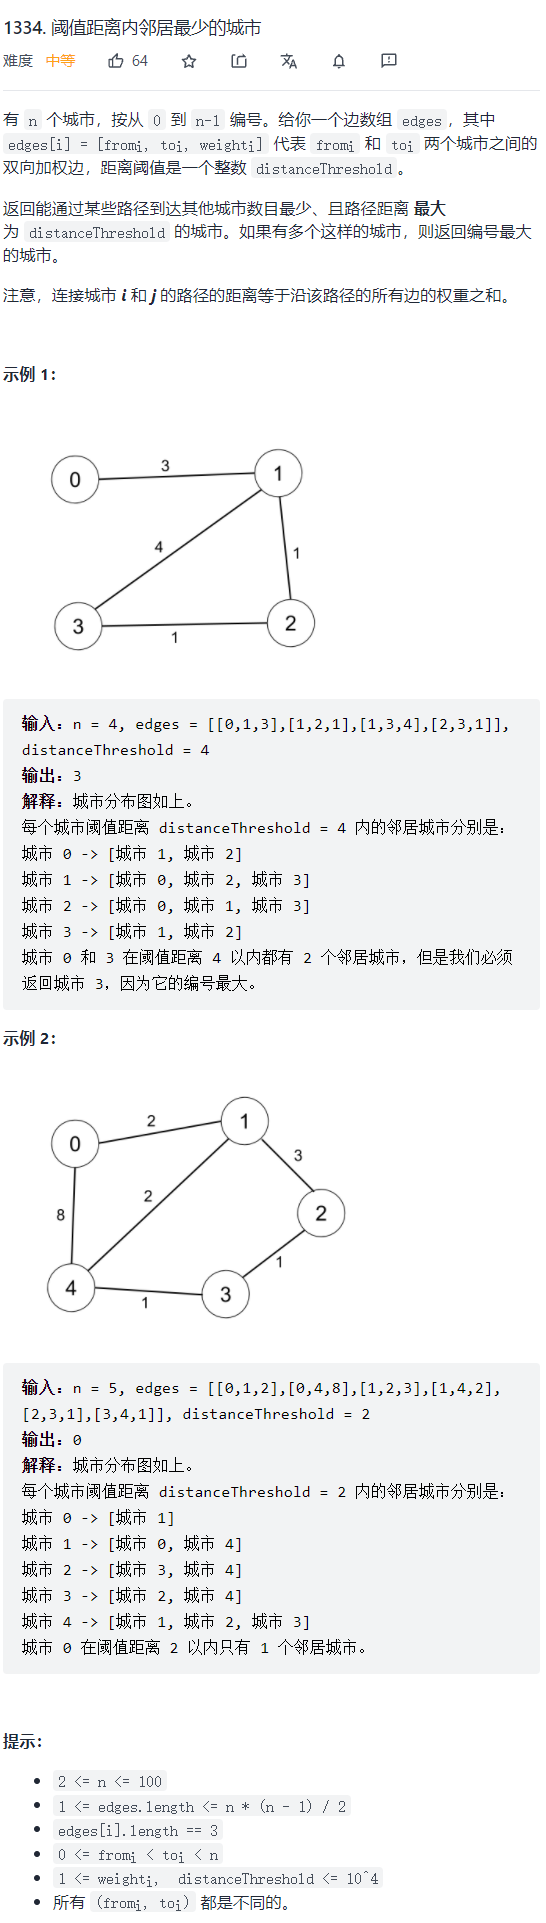 1334. 阈值距离内邻居最少的城市
难度 中等 64
有 n 个城市，按从 0 到 n-1 编号。给你一个边数组 edges，其中
edges[i] = [fromi, toi, weighti] 代表 fromi 和 toi 两个城市之间的
双向加权边，距离阈值是一个整数 distanceThreshold。
返回能通过某些路径到达其他城市数目最少、且路径距离 最大
为 distanceThreshold 的城市。如果有多个这样的城市，则返回编号最大
的城市。
注意，连接城市 i 和 j 的路径的距离等于沿该路径的所有边的权重之和。
示例 1：
3
0
1
4
1
3
2
1
输入：n = 4, edges = [[0,1,3],[1,2,1],[1,3,4],[2,3,1]],
distanceThreshold = 4
输出：3
解释：城市分布图如上。
每个城市阈值距离 distanceThreshold = 4 内的邻居城市分别是：
城市 0 -> [城市 1, 城市 2]
城市 1 -> [城市 0, 城市 2, 城市 3]
城市 2 -> [城市 0, 城市 1, 城市 3]
城市 3 -> [城市 1, 城市 2]
城市 0 和 3 在阈值距离 4 以内都有 2 个邻居城市，但是我们必须
返回城市 3，因为它的编号最大。
示例 2：
2
0
1
3
2
8
2
1
4
3
1
输入：n = 5, edges = [[0,1,2],[0,4,8],[1,2,3],[1,4,2],
[2,3,1],[3,4,1]], distanceThreshold = 2
输出：0
解释：城市分布图如上。
每个城市阈值距离 distanceThreshold = 2 内的邻居城市分别是：
城市 0 -> [城市 1]
城市 1 -> [城市 0, 城市 4]
城市 2 -> [城市 3, 城市 4]
城市 3 -> [城市 2, 城市 4]
城市 4 -> [城市 1, 城市 2, 城市 3]
城市 0 在阈值距离 2 以内只有 1 个邻居城市。
提示：
2 <= n <= 100
1 <= edges.length <= n * (n - 1) / 2
edges[i].length == 3
0 <= fromi < toi < n
1 <= weighti, distanceThreshold <= 10^4
所有 (fromi, toi) 都是不同的。